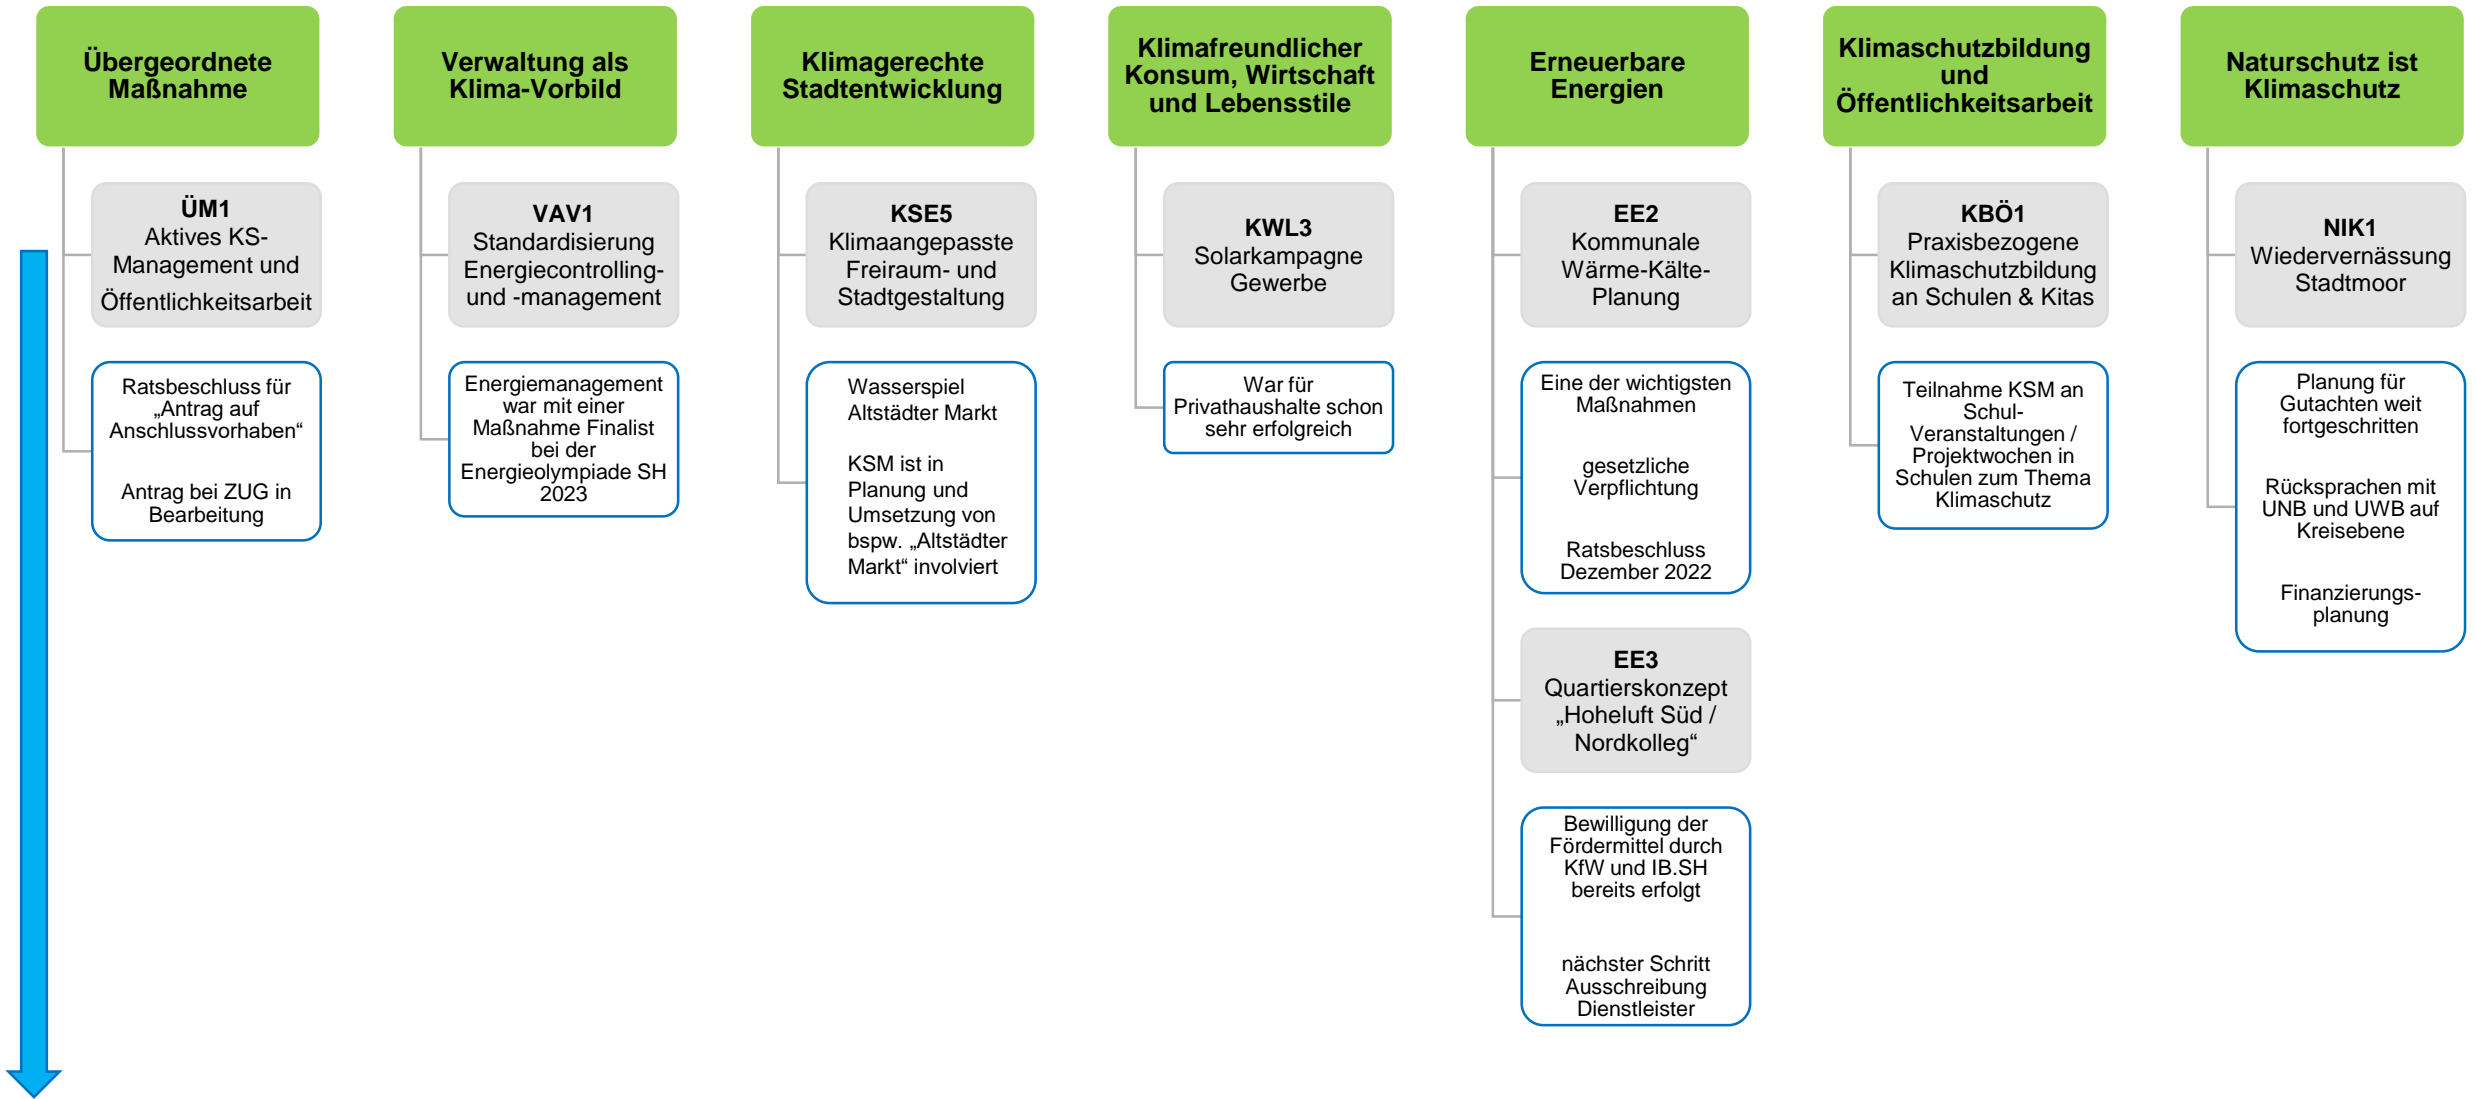 Übergeordnete
Maßnahme
ÜM1
Aktives KS-
Management und
Öffentlichkeitsarbeit
Ratsbeschluss für
„Antrag auf
Anschlussvorhaben“
Antrag bei ZUG in
Bearbeitung
Verwaltung als
Klima-Vorbild
VAV1
Standardisierung
Energiecontrolling-
und -management
Energiemanagement
war mit einer
Maßnahme Finalist
bei der
Energieolympiade SH
2023
Klimagerechte
Stadtentwicklung
KSE5
Klimaangepasste
Freiraum- und
Stadtgestaltung
Wasserspiel
Altstädter Markt
KSM ist in
Planung und
Umsetzung von
bspw. „Altstädter
Markt“ involviert
Klimafreundlicher
Konsum, Wirtschaft
und Lebensstile
KWL3
Solarkampagne
Gewerbe
War für
Privathaushalte schon
sehr erfolgreich
Erneuerbare
Energien
EE2
Kommunale
Wärme-Kälte-
Planung
Eine der wichtigsten
Maßnahmen
gesetzliche
Verpflichtung
Ratsbeschluss
Dezember 2022
EE3
Quartierskonzept
„Hoheluft Süd /
Nordkolleg“
Bewilligung der
Fördermittel durch
KfW und IB.SH
bereits erfolgt
nächster Schritt
Ausschreibung
Dienstleister
Klimaschutzbildung
und
Öffentlichkeitsarbeit
KBÖ1
Praxisbezogene
Klimaschutzbildung
an Schulen & Kitas
Teilnahme KSM an
Schul-
Veranstaltungen /
Projektwochen in
Schulen zum Thema
Klimaschutz
Naturschutz ist
Klimaschutz
NIK1
Wiedervernässung
Stadtmoor
Planung für
Gutachten weit
fortgeschritten
Rücksprachen mit
UNB und UWB auf
Kreisebene
Finanzierungs-
planung